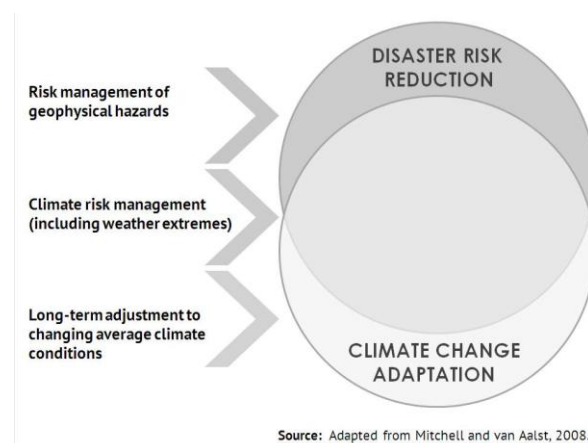 DISASTER RISK
REDUCTION
Risk management of
geophysical hazards
Climate risk management
(including weather extremes)
Long-term adjustment to
changing average climate
conditions
CLIMATE CHANGE
ADAPTATION
Source: Adapted from Mitchell and van Aalst, 2008